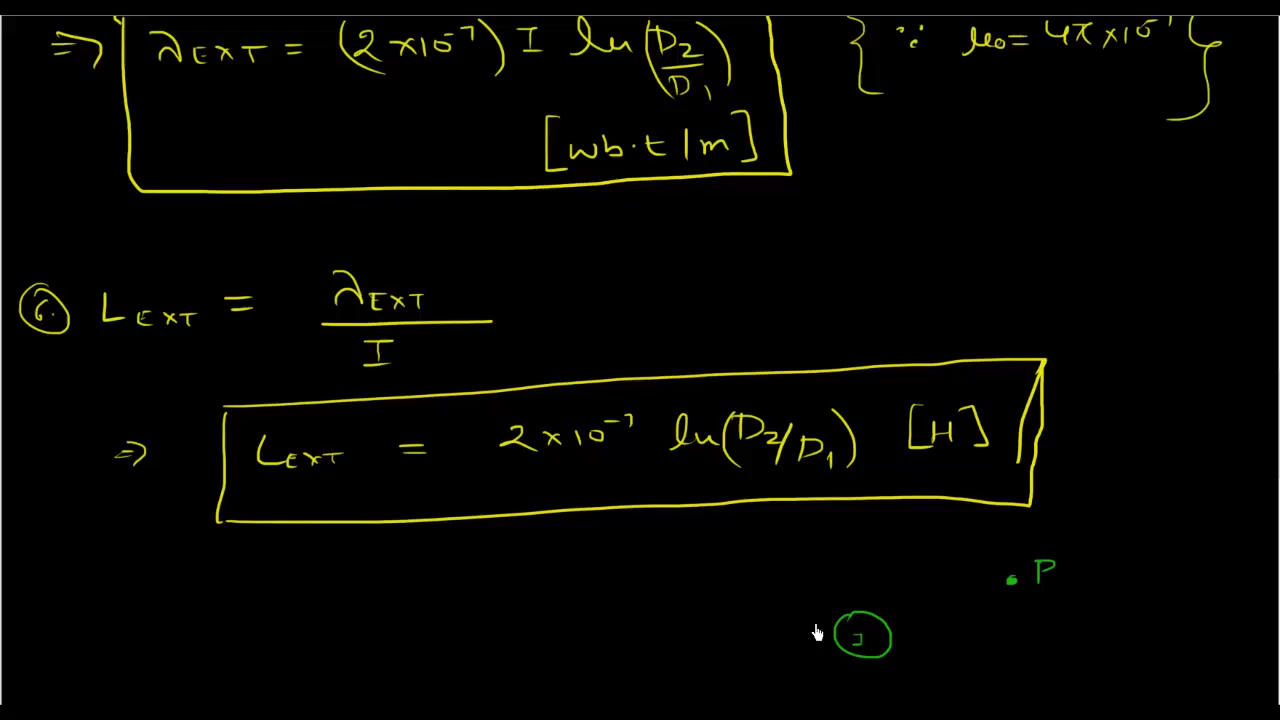 ⇒ λEXT = (2×10⁻⁷) I ln(D2/D1) {∵ μ0 = 4π×10⁻⁷}
[wb·t/m]
6. LEXT = λEXT / I
⇒ LEXT = 2×10⁻⁷ ln(D2/D1) [H]
P